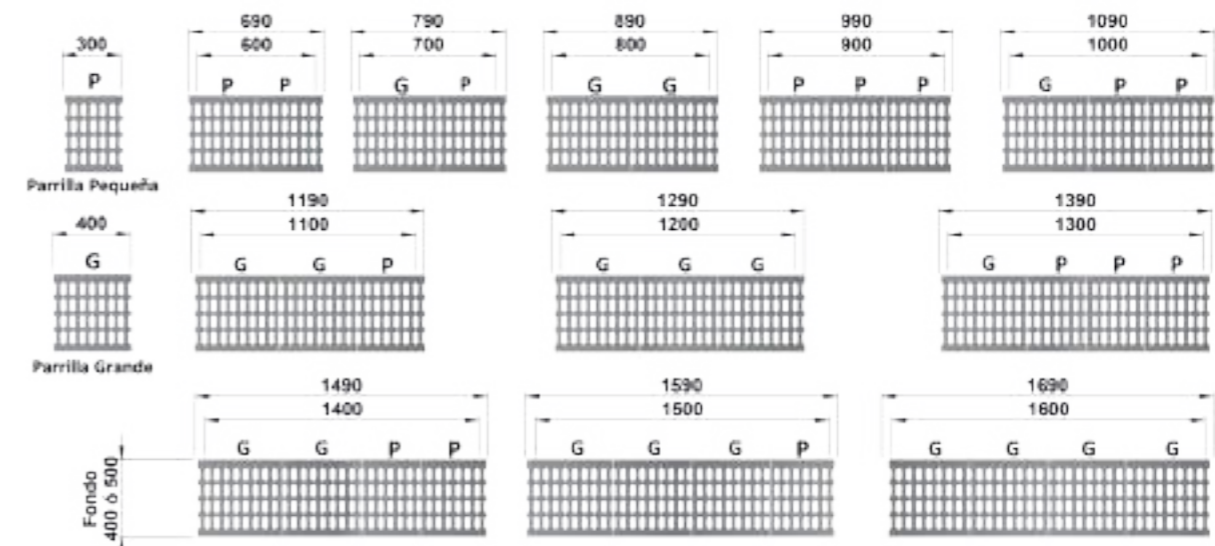 690 790 890 990 1090
300 600 700 800 900 1000
P P P G P G G P P P G P P
Parrilla Pequeña
1190 1290 1390
400 1100 1200 1300
G G G P G G G G P P P
Parrilla Grande
1490 1590 1690
1400 1500 1600
G G P P G G G P G G G G
Fondo
400 ó 500